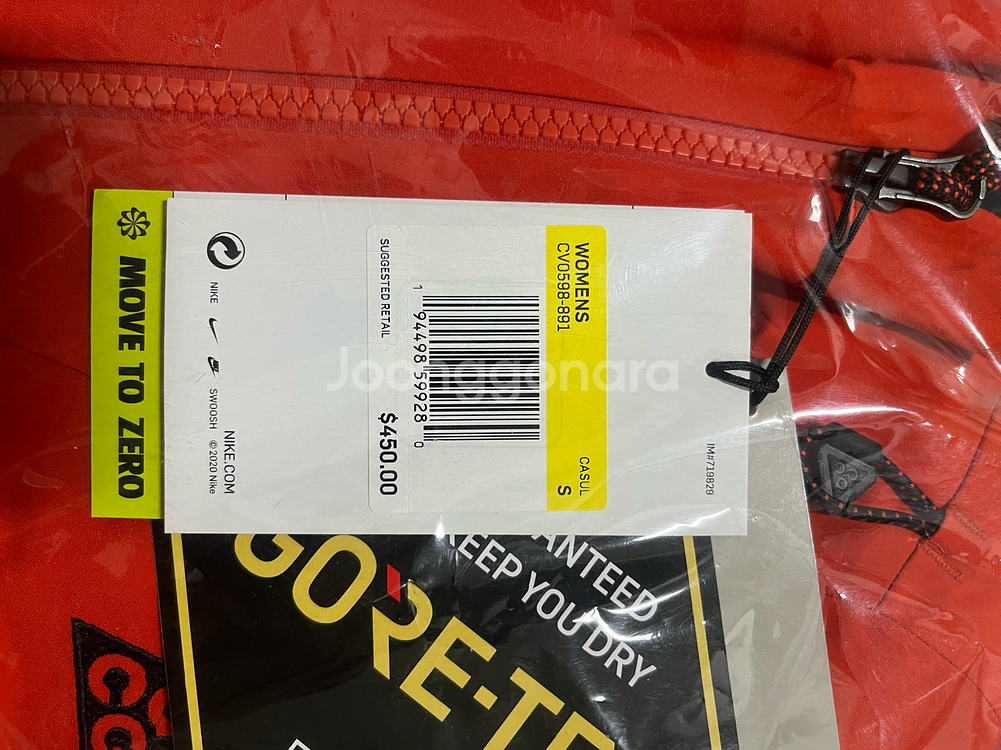 WOMENS
CV0598-891
CASUL
S
1 94498 59928 0
SUGGESTED RETAIL
$450.00
IM#719829
NIKE
SWOOSH
NIKE.COM
© 2020 Nike
MOVE TO ZERO
Joonggonara
ANTEED
KEEP YOU DRY
GORE-TE